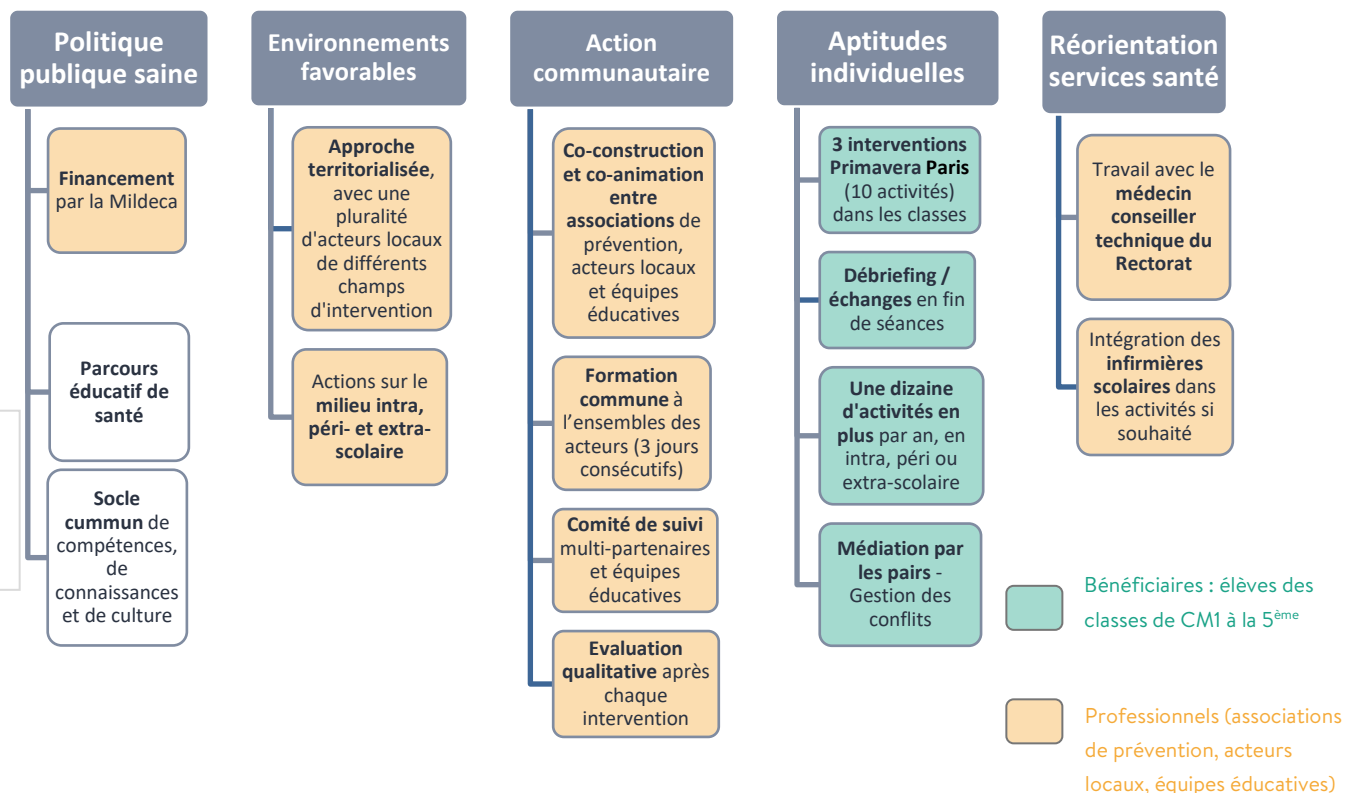 Politique
publique saine
Financement
par la Mildeca
Parcours
éducatif de
santé
Socle
cummun de
compétences,
de
connaissances
et de culture
Environnements
favorables
Approche
territorialisée,
avec une
pluralité
d'acteurs locaux
de différents
champs
d'intervention
Actions sur le
milieu intra,
péri- et extra-
scolaire
Action
communautaire
Co-construction
et co-animation
entre
associations de
prévention,
acteurs locaux
et équipes
éducatives
Formation
commune à
l’ensembles des
acteurs (3 jours
consécutifs)
Comité de suivi
multi-partenaires
et équipes
éducatives
Evaluation
qualitative après
chaque
intervention
Aptitudes
individuelles
3 interventions
Primavera Paris
(10 activités)
dans les classes
Débriefing /
échanges en fin
de séances
Une dizaine
d'activités en
plus par an, en
intra, péri ou
extra-scolaire
Médiation par
les pairs -
Gestion des
conflits
Réorientation
services santé
Travail avec le
médecin
conseiller
technique du
Rectorat
Intégration des
infirmières
scolaires dans
les activités si
souhaité
Bénéficiaires : élèves des
classes de CM1 à la 5ème
Professionnels (associations
de prévention, acteurs
locaux, équipes éducatives)